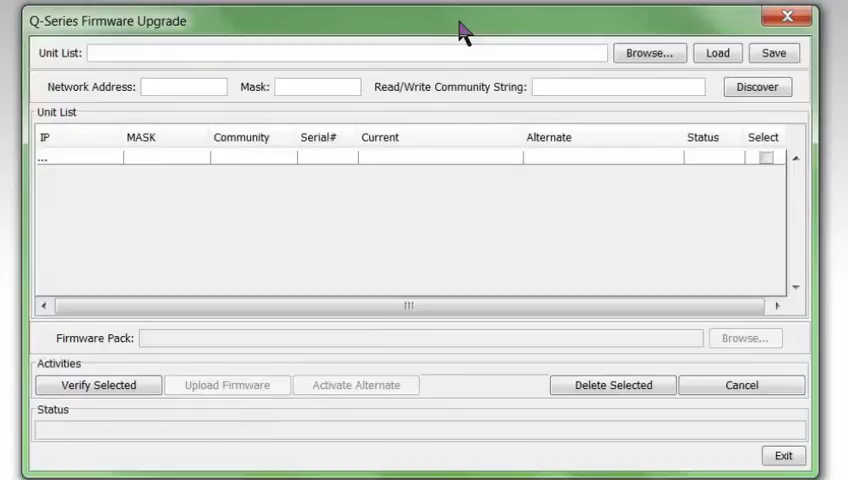 Q-Series Firmware Upgrade
Unit List: Browse... Load Save
Network Address: Mask: Read/Write Community String: Discover
Unit List
IP MASK Community Serial# Current Alternate Status Select
...
Firmware Pack: Browse...
Activities
Verify Selected Upload Firmware Activate Alternate Delete Selected Cancel
Status
Exit